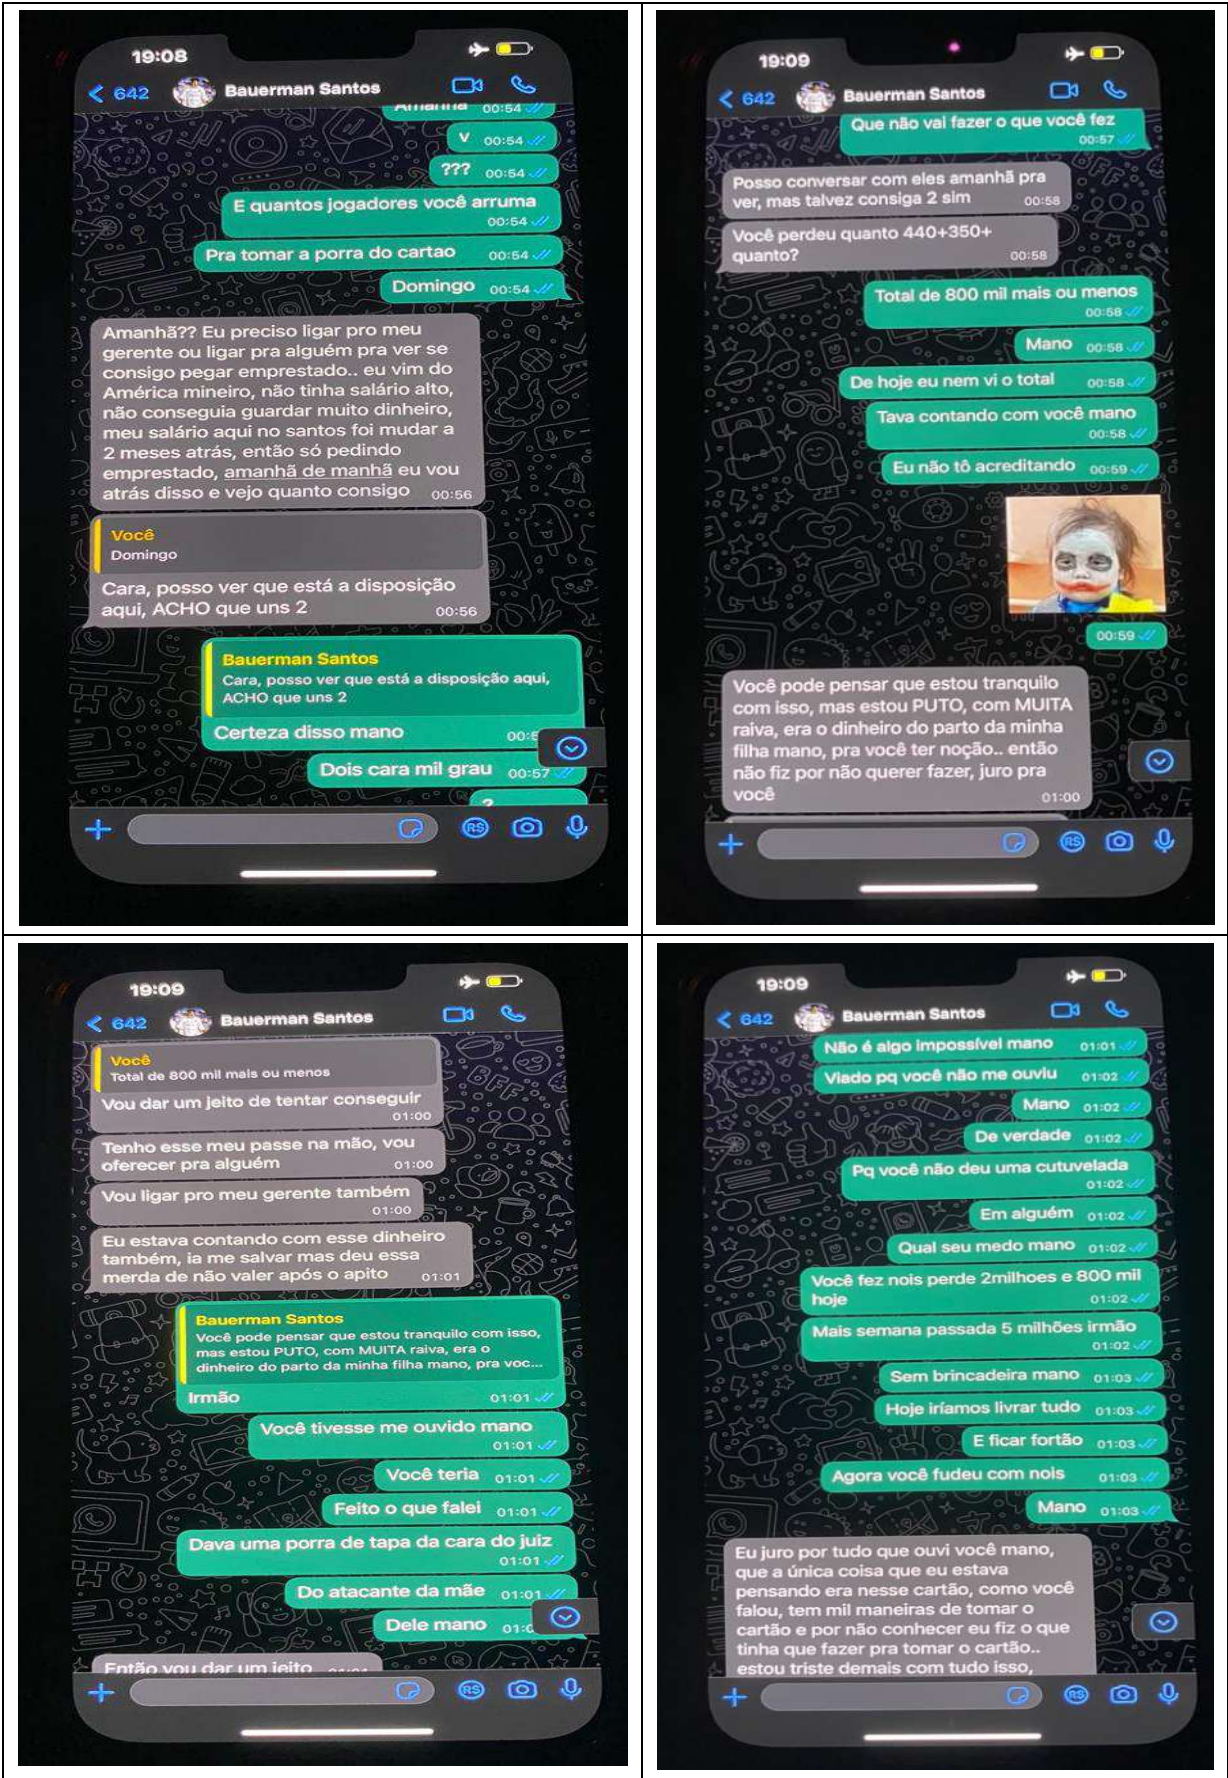 19:08
642 Bauerman Santos
Amanhã 00:54
v 00:54
??? 00:54
E quantos jogadores você arruma
00:54
Pra tomar a porra do cartao 00:54
Domingo 00:54
Amanhã?? Eu preciso ligar pro meu
gerente ou ligar pra alguém pra ver se
consigo pegar emprestado.. eu vim do
América mineiro, não tinha salário alto,
não conseguia guardar muito dinheiro,
meu salário aqui no santos foi mudar a
2 meses atrás, então só pedindo
emprestado, amanhã de manhã eu vou
atrás disso e vejo quanto consigo 00:56
Você
Domingo
Cara, posso ver que está a disposição
aqui, ACHO que uns 2 00:56
Bauerman Santos
Cara, posso ver que está a disposição aqui,
ACHO que uns 2
Certeza disso mano
Dois cara mil grau 00:57
?
R$
19:09
642 Bauerman Santos
Que não vai fazer o que você fez
00:57
Posso conversar com eles amanhã pra
ver, mas talvez consiga 2 sim 00:58
Você perdeu quanto 440+350+
quanto? 00:58
Total de 800 mil mais ou menos
00:58
Mano 00:58
De hoje eu nem vi o total 00:58
Tava contando com você mano
00:58
Eu não tô acreditando 00:59
00:59
Você pode pensar que estou tranquilo
com isso, mas estou PUTO, com MUITA
raiva, era o dinheiro do parto da minha
filha mano, pra você ter noção.. então
não fiz por não querer fazer, juro pra
você 01:00
R$
19:09
642 Bauerman Santos
Você
Total de 800 mil mais ou menos
Vou dar um jeito de tentar conseguir
01:00
Tenho esse meu passe na mão, vou
oferecer pra alguém 01:00
Vou ligar pro meu gerente também
01:00
Eu estava contando com esse dinheiro
também, ia me salvar mas deu essa
merda de não valer após o apito 01:01
Bauerman Santos
Você pode pensar que estou tranquilo com isso,
mas estou PUTO, com MUITA raiva, era o
dinheiro do parto da minha filha mano, pra voc...
Irmão 01:01
Você tivesse me ouvido mano
01:01
Você teria 01:01
Feito o que falei 01:01
Dava uma porra de tapa da cara do juiz
01:01
Do atacante da mãe 01:01
Dele mano
Então vou dar um jeito
R$
19:09
642 Bauerman Santos
Não é algo impossível mano 01:01
Viado pq você não me ouviu 01:02
Mano 01:02
De verdade 01:02
Pq você não deu uma cutuvelada
01:02
Em alguém 01:02
Qual seu medo mano 01:02
Você fez nois perde 2milhoes e 800 mil
hoje 01:02
Mais semana passada 5 milhões irmão
01:02
Sem brincadeira mano 01:03
Hoje iríamos livrar tudo 01:03
E ficar fortão 01:03
Agora você fudeu com nois 01:03
Mano 01:03
Eu juro por tudo que ouvi você mano,
que a única coisa que eu estava
pensando era nesse cartão, como você
falou, tem mil maneiras de tomar o
cartão e por não conhecer eu fiz o que
tinha que fazer pra tomar o cartão..
estou triste demais com tudo isso,
R$